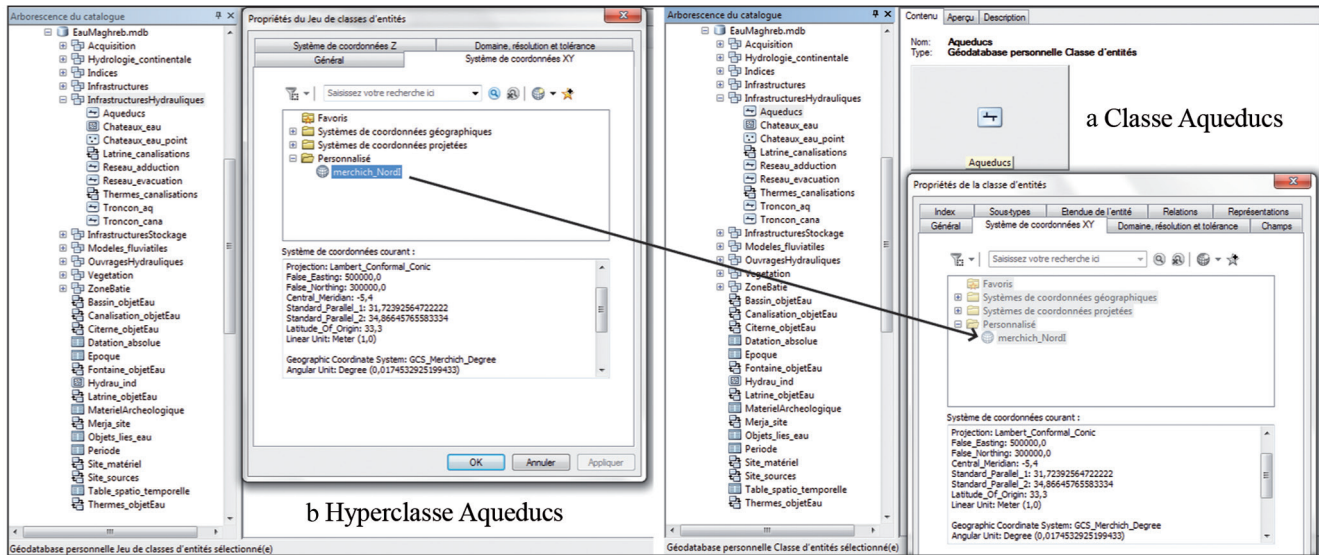 Arborescence du catalogue
EauMaghreb.mdb
Acquisition
Hydrologie_continentale
Indices
Infrastructures
InfrastructuresHydrauliques
Aqueducs
Chateaux_eau
Chateaux_eau_point
Latrine_canalisations
Reseau_adduction
Reseau_evacuation
Thermes_canalisations
Troncon_aq
Troncon_cana
InfrastructuresStockage
Modeles_fluviatiles
OuvragesHydrauliques
Vegetation
ZoneBatie
Bassin_objetEau
Canalisation_objetEau
Citerne_objetEau
Datation_absolue
Epoque
Fontaine_objetEau
Hydrau_ind
Latrine_objetEau
MaterielArcheologique
Merja_site
Objets_lies_eau
Periode
Site_matériel
Site_sources
Table_spatio_temporelle
Thermes_objetEau
Géodatabase personnelle Jeu de classes d'entités sélectionné(e)
Propriétés du Jeu de classes d'entités
Système de coordonnées Z
Domaine, résolution et tolérance
Général
Système de coordonnées XY
Saisissez votre recherche ici
Favoris
Systèmes de coordonnées géographiques
Systèmes de coordonnées projetées
Personnalisé
merchich_NordI
Système de coordonnées courant :
Projection: Lambert_Conformal_Conic
False_Easting: 500000,0
False_Northing: 300000,0
Central_Meridian: -5,4
Standard_Parallel_1: 31,72392564722222
Standard_Parallel_2: 34,86645765583334
Latitude_Of_Origin: 33,3
Linear Unit: Meter (1,0)
Geographic Coordinate System: GCS_Merchich_Degree
Angular Unit: Degree (0,0174532925199433)
OK
Annuler
Appliquer
b Hyperclasse Aqueducs
Arborescence du catalogue
EauMaghreb.mdb
Acquisition
Hydrologie_continentale
Indices
Infrastructures
InfrastructuresHydrauliques
Aqueducs
Chateaux_eau
Chateaux_eau_point
Latrine_canalisations
Reseau_adduction
Reseau_evacuation
Thermes_canalisations
Troncon_aq
Troncon_cana
InfrastructuresStockage
Modeles_fluviatiles
OuvragesHydrauliques
Vegetation
ZoneBatie
Bassin_objetEau
Canalisation_objetEau
Citerne_objetEau
Datation_absolue
Epoque
Fontaine_objetEau
Hydrau_ind
Latrine_objetEau
MaterielArcheologique
Merja_site
Objets_lies_eau
Periode
Site_matériel
Site_sources
Table_spatio_temporelle
Thermes_objetEau
Géodatabase personnelle Classe d'entités sélectionné(e)
Contenu
Aperçu
Description
Nom: Aqueducs
Type: Géodatabase personnelle Classe d'entités
Aqueducs
a Classe Aqueducs
Propriétés de la classe d'entités
Index
Sous-types
Etendue de l'entité
Relations
Représentations
Général
Système de coordonnées XY
Domaine, résolution et tolérance
Champs
Saisissez votre recherche ici
Favoris
Systèmes de coordonnées géographiques
Systèmes de coordonnées projetées
Personnalisé
merchich_NordI
Système de coordonnées courant :
Projection: Lambert_Conformal_Conic
False_Easting: 500000,0
False_Northing: 300000,0
Central_Meridian: -5,4
Standard_Parallel_1: 31,72392564722222
Standard_Parallel_2: 34,86645765583334
Latitude_Of_Origin: 33,3
Linear Unit: Meter (1,0)
Geographic Coordinate System: GCS_Merchich_Degree
Angular Unit: Degree (0,0174532925199433)